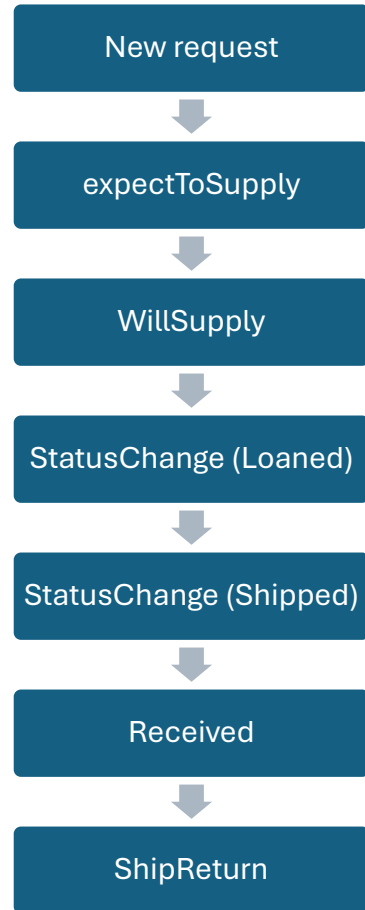 New request
expectToSupply
WillSupply
StatusChange (Loaned)
StatusChange (Shipped)
Received
ShipReturn